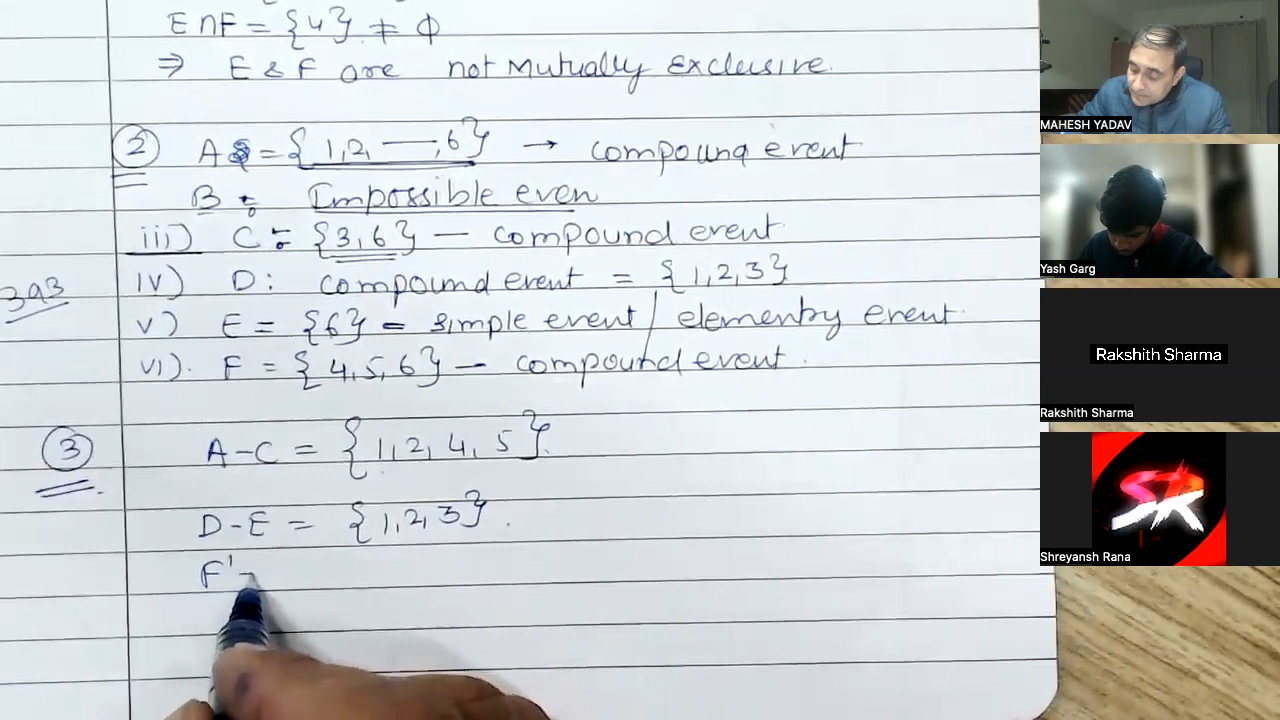 E∩F = {4} ≠ ϕ
⇒ E & F are not Mutually Exclusive.
② A = {1,2, —, 6} → compound event
B : Impossible even
iii) C : {3,6} — compound event
393
iv) D: compound event = {1,2,3}
v) E = {6} = simple event / elementry event.
vi). F = {4,5,6} — compound event.
③ A-C = {1,2,4,5}.
D-E = {1,2,3}.
F' -
MAHESH YADAV
Yash Garg
Rakshith Sharma
Rakshith Sharma
SR
Shreyansh Rana